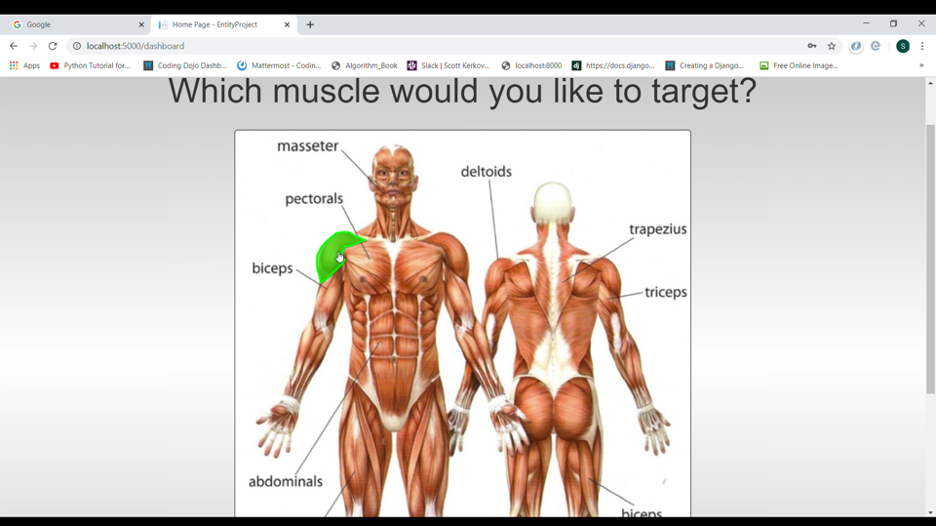 Google
Home Page - EntityProject
localhost:5000/dashboard
Apps
Python Tutorial for...
Coding Dojo Dashb...
Mattermost - Codin...
Algorithm_Book
Slack | Scott Kerkov...
localhost:8000
dj
https://docs.django...
Creating a Django...
Free Online Image...
»
S
Which muscle would you like to target?
masseter
pectorals
deltoids
trapezius
biceps
triceps
abdominals
biceps